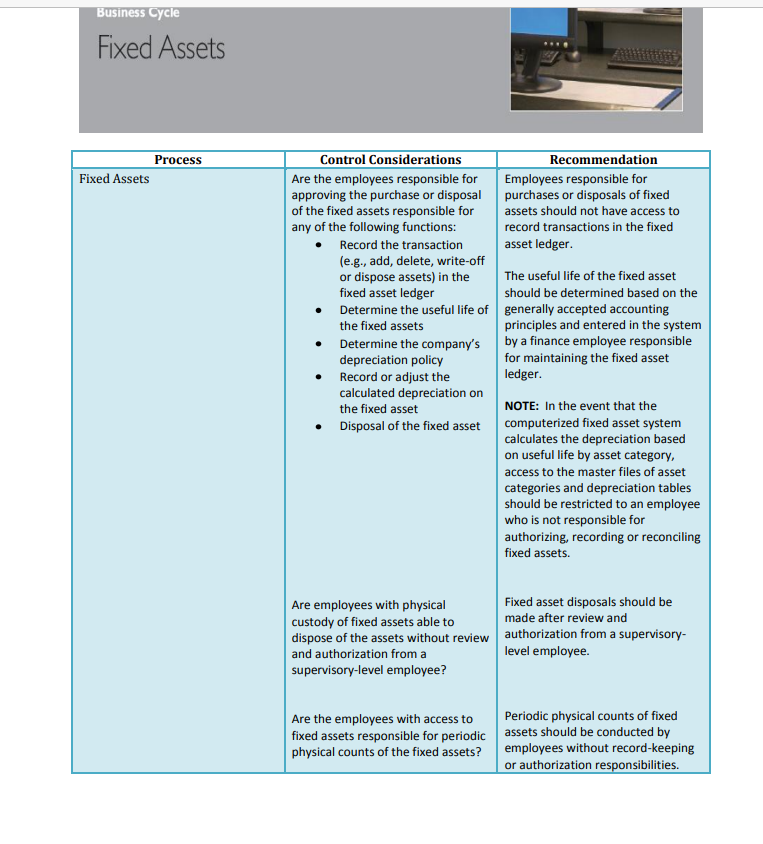 Business Cycle
Fixed Assets
Process
Control Considerations
Recommendation
Fixed Assets
Are the employees responsible for
approving the purchase or disposal
of the fixed assets responsible for
any of the following functions:
● Record the transaction
(e.g., add, delete, write-off
or dispose assets) in the
fixed asset ledger
● Determine the useful life of
the fixed assets
● Determine the company’s
depreciation policy
● Record or adjust the
calculated depreciation on
the fixed asset
● Disposal of the fixed asset
Employees responsible for
purchases or disposals of fixed
assets should not have access to
record transactions in the fixed
asset ledger.
The useful life of the fixed asset
should be determined based on the
generally accepted accounting
principles and entered in the system
by a finance employee responsible
for maintaining the fixed asset
ledger.
NOTE: In the event that the
computerized fixed asset system
calculates the depreciation based
on useful life by asset category,
access to the master files of asset
categories and depreciation tables
should be restricted to an employee
who is not responsible for
authorizing, recording or reconciling
fixed assets.
Are employees with physical
custody of fixed assets able to
dispose of the assets without review
and authorization from a
supervisory-level employee?
Fixed asset disposals should be
made after review and
authorization from a supervisory-
level employee.
Are the employees with access to
fixed assets responsible for periodic
physical counts of the fixed assets?
Periodic physical counts of fixed
assets should be conducted by
employees without record-keeping
or authorization responsibilities.